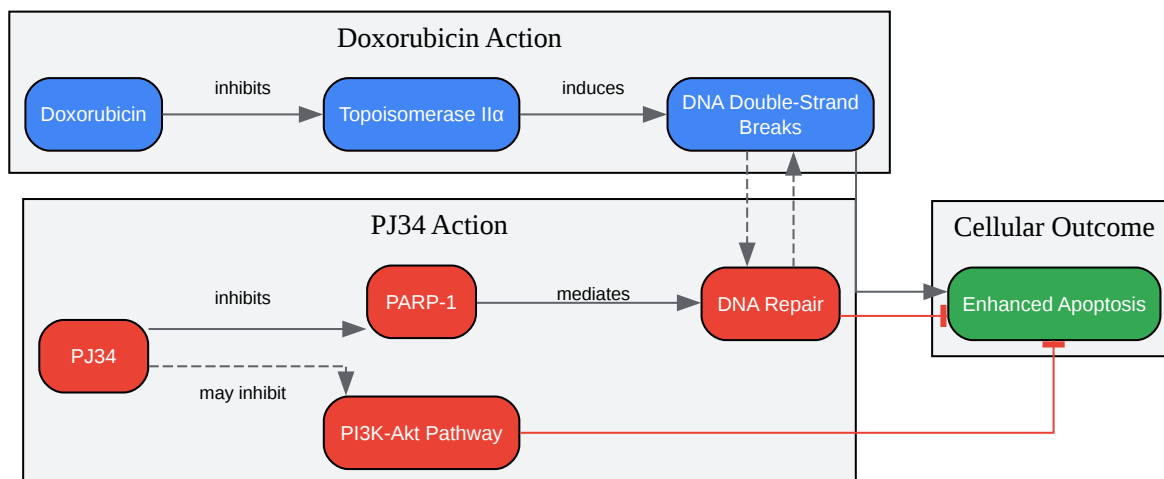 Doxorubicin Action
Doxorubicin
inhibits
Topoisomerase IIα
induces
DNA Double-Strand
Breaks
PJ34 Action
Cellular Outcome
PJ34
inhibits
PARP-1
mediates
DNA Repair
Enhanced Apoptosis
may inhibit
PI3K-Akt Pathway